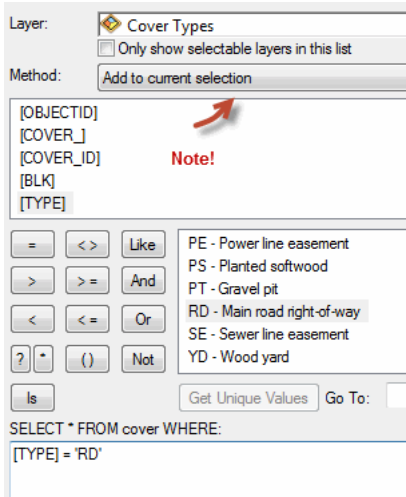 Layer: Cover Types
Only show selectable layers in this list
Method: Add to current selection
[OBJECTID]
[COVER_]
[COVER_ID]
[BLK]
[TYPE]
Note!
= < > Like
> > = And
< < = Or
? * () Not
Is
PE - Power line easement
PS - Planted softwood
PT - Gravel pit
RD - Main road right-of-way
SE - Sewer line easement
YD - Wood yard
Get Unique Values Go To:
SELECT * FROM cover WHERE:
[TYPE] = 'RD'